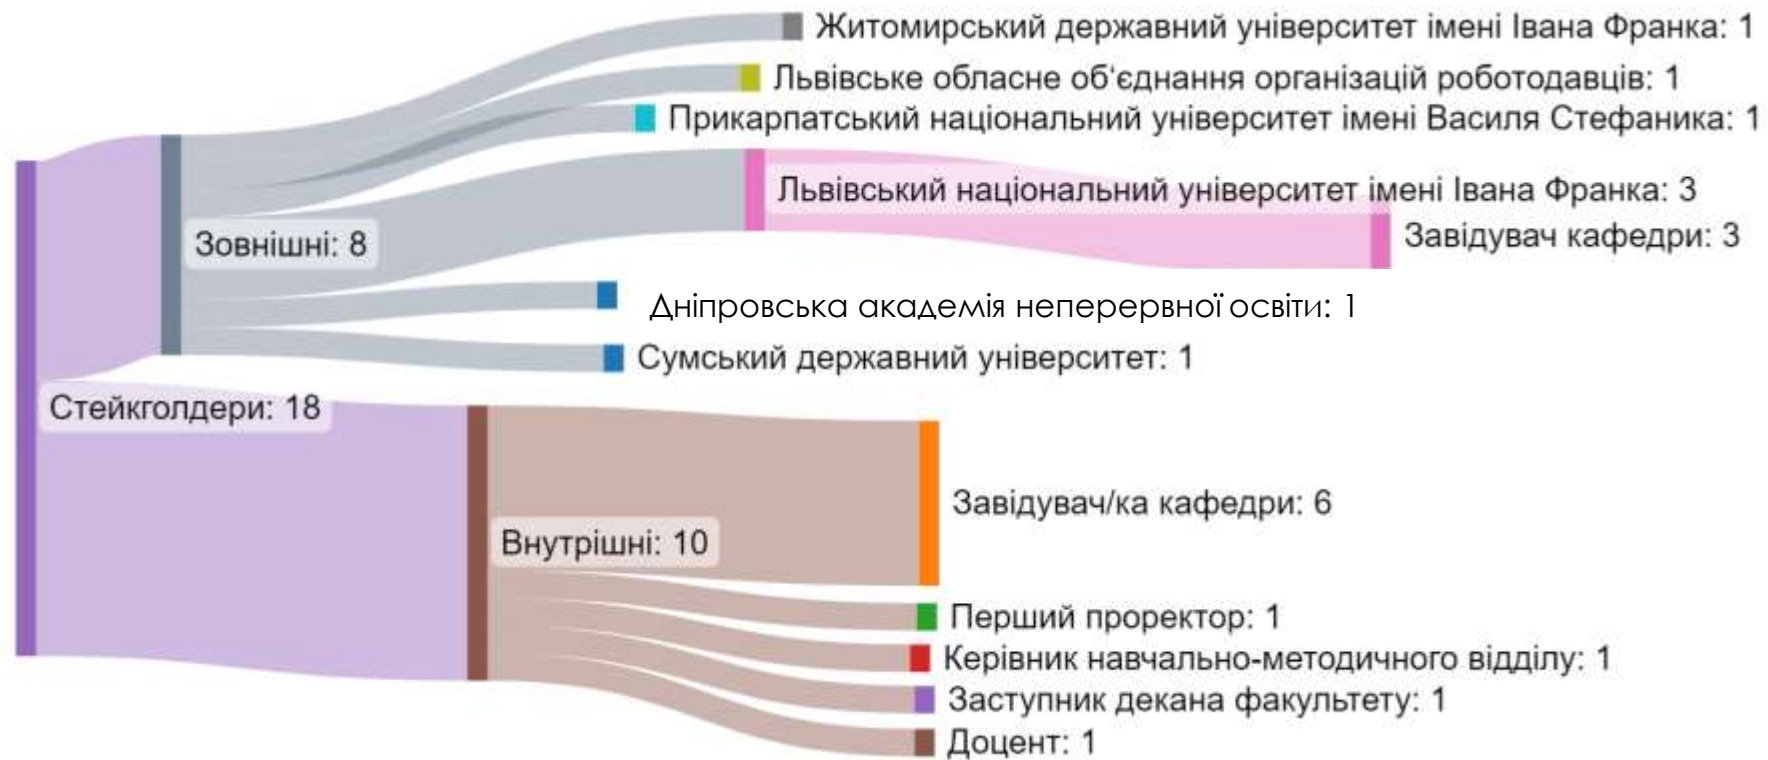 Житомирський державний університет імені Івана Франка: 1
Львівське обласне об‘єднання організацій роботодавців: 1
Прикарпатський національний університет імені Василя Стефаника: 1
Львівський національний університет імені Івана Франка: 3
Завідувач кафедри: 3
Зовнішні: 8
Дніпровська академія неперервної освіти: 1
Сумський державний університет: 1
Стейкголдери: 18
Завідувач/ка кафедри: 6
Внутрішні: 10
Перший проректор: 1
Керівник навчально-методичного відділу: 1
Заступник декана факультету: 1
Доцент: 1